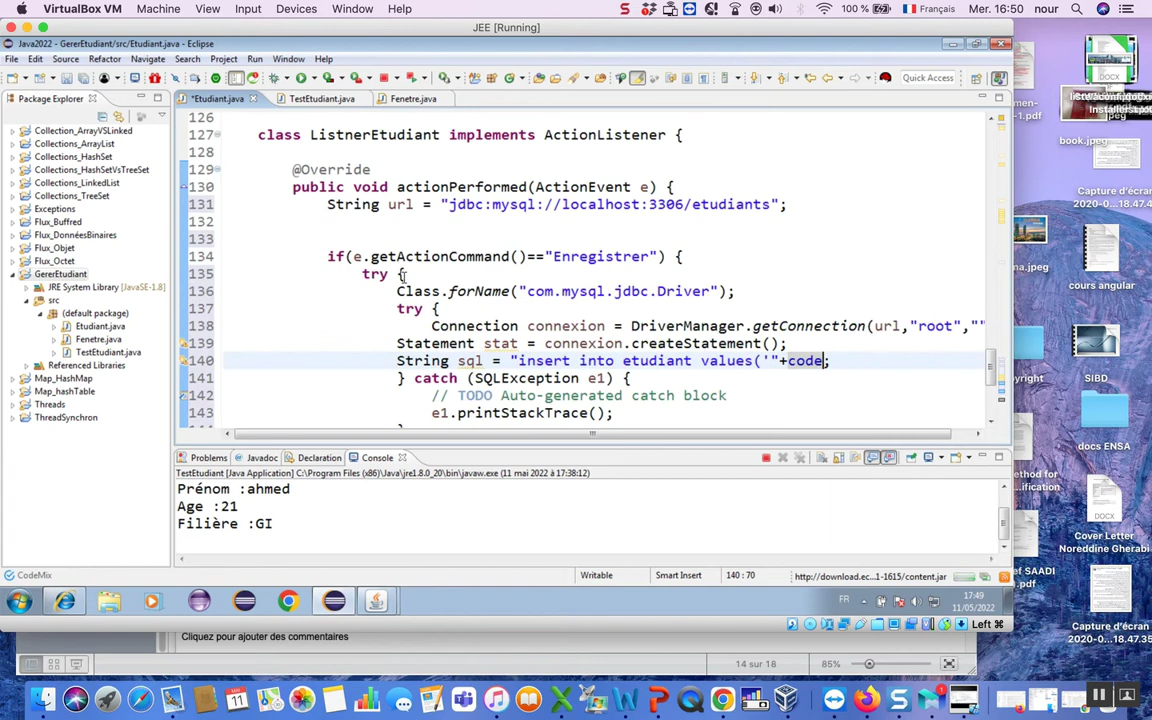 VirtualBox VM Machine View Input Devices Window Help 100 % Français Mer. 16:50 nour
JEE [Running]
Java2022 - GererEtudiant/src/Etudiant.java - Eclipse
File Edit Source Refactor Navigate Search Project Run Window Help
Quick Access
Package Explorer
*Etudiant.java TestEtudiant.java Fenetre.java
Collection_ArrayVSLinked
Collections_ArrayList
Collections_HashSet
Collections_HashSetVsTreeSet
Collections_LinkedList
Collections_TreeSet
Exceptions
Flux_Buffred
Flux_DonnéesBinaires
Flux_Objet
Flux_Octet
GererEtudiant
JRE System Library [JavaSE-1.8]
src
(default package)
Etudiant.java
Fenetre.java
TestEtudiant.java
Referenced Libraries
Map_HashMap
Map_hashTable
Threads
ThreadSynchron
126
127 class ListnerEtudiant implements ActionListener {
128
129 @Override
130 public void actionPerformed(ActionEvent e) {
131 String url = "jdbc:mysql://localhost:3306/etudiants";
132
133
134 if(e.getActionCommand()=="Enregistrer") {
135 try {
136 Class.forName("com.mysql.jdbc.Driver");
137 try {
138 Connection connexion = DriverManager.getConnection(url,"root",""
139 Statement stat = connexion.createStatement();
140 String sql = "insert into etudiant values('"+code;
141 } catch (SQLException e1) {
142 // TODO Auto-generated catch block
143 e1.printStackTrace();
Problems Javadoc Declaration Console
TestEtudiant [Java Application] C:\Program Files (x86)\Java\jre1.8.0_20\bin\javaw.exe (11 mai 2022 à 17:38:12)
Prénom :ahmed
Age :21
Filière :GI
CodeMix
Writable Smart Insert 140 : 70 http://download.ec...1-1615/content.jar
FR 17:49
11/05/2022
Left ⌘
Cliquez pour ajouter des commentaires
14 sur 18 85%
DOCX
book.jpeg
Capture d'écran
2020-0...18.47.4
cours angular
SIBD
docs ENSA
DOCX
Cover Letter
Noreddine Gherabi
Capture d'écran
2020-0...18.47.35